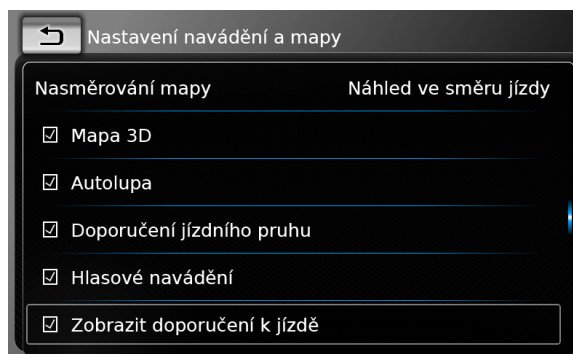 Nastavení navádění a mapy
Nasměrování mapy Náhled ve směru jízdy
Mapa 3D
Autolupa
Doporučení jízdního pruhu
Hlasové navádění
Zobrazit doporučení k jízdě